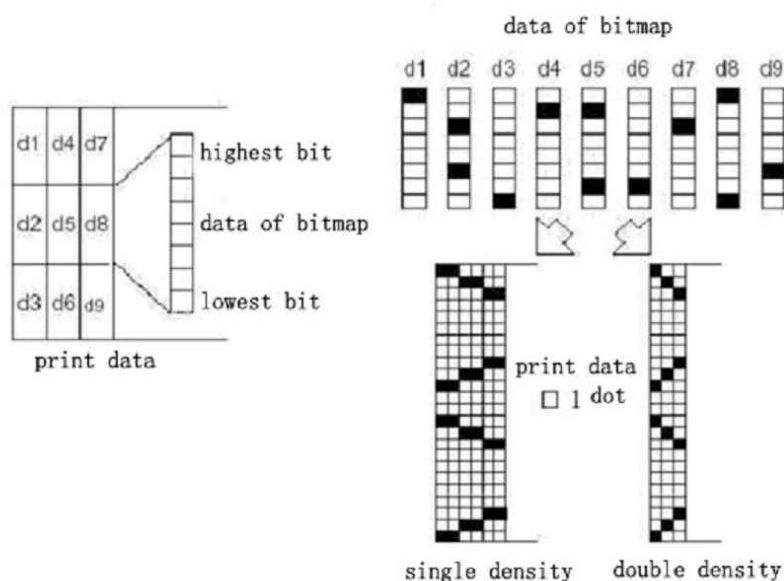 data of bitmap
d1 d2 d3 d4 d5 d6 d7 d8 d9
d1 d4 d7
highest bit
d2 d5 d8
data of bitmap
d3 d6 d9
lowest bit
print data
print data
1 dot
single density
double density